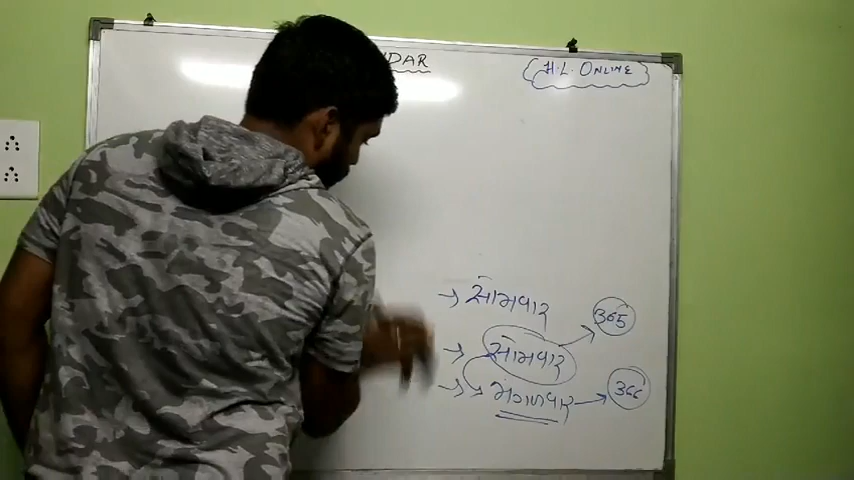 DAR
H.L. ONLINE
→ સોમવાર
365
→ સોમવાર
→ મંગળવાર → 366